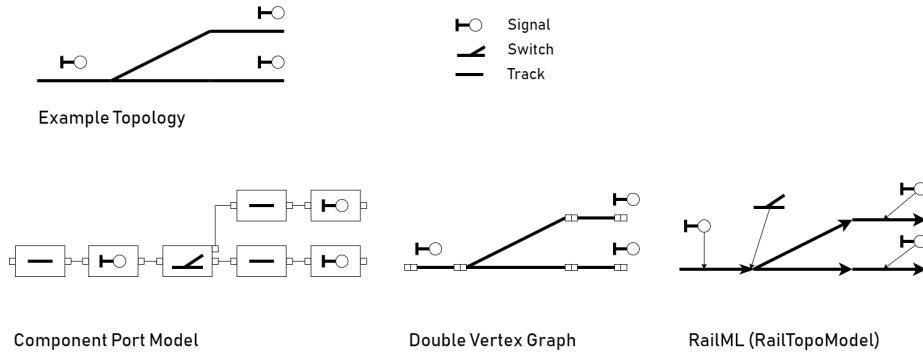 Signal
Switch
Track
Example Topology
Component Port Model
Double Vertex Graph
RailML (RailTopoModel)